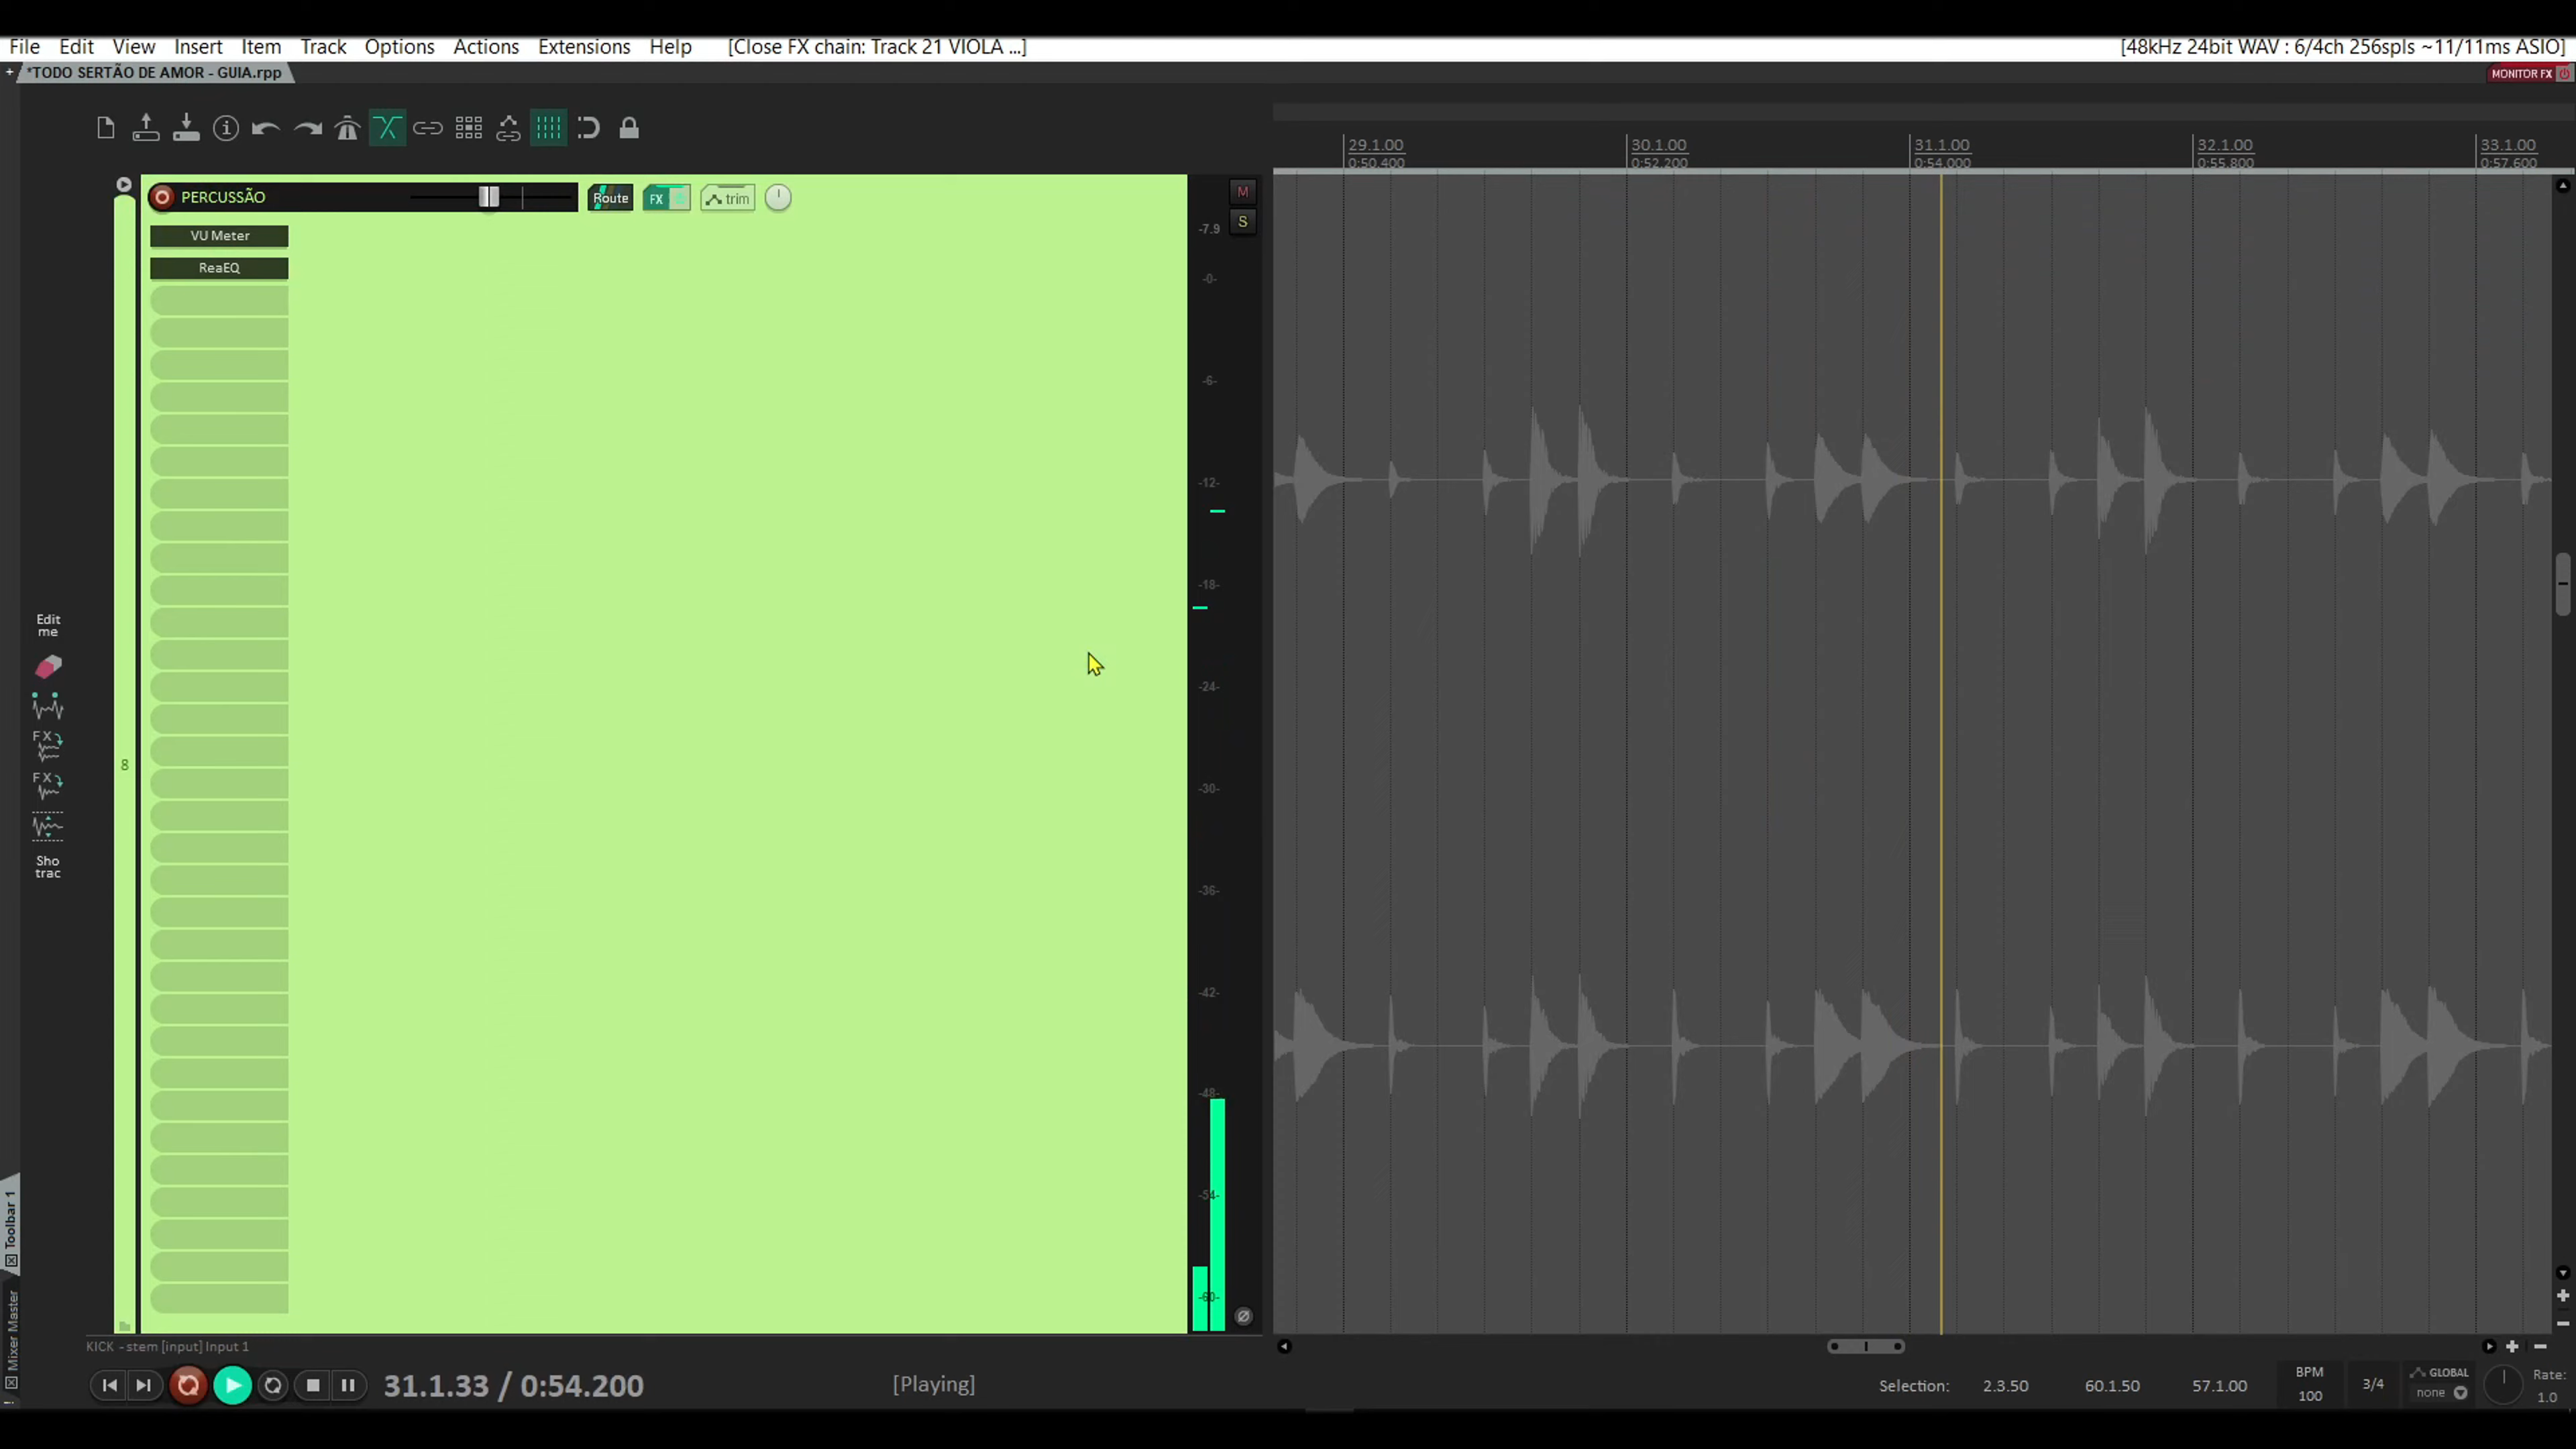 File Edit View Insert Item Track Options Actions Extensions Help [Close FX chain: Track 21 VIOLA ...] [48kHz 24bit WAV : 6/4ch 256spls ~11/11ms ASIO]
*TODO SERTÃO DE AMOR - GUIA.rpp
MONITOR FX
29.1.00 30.1.00 31.1.00 32.1.00 33.1.00
0:50.400 0:52.200 0:54.000 0:55.800 0:57.600
PERCUSSÃO Route FX trim M
S
-7.9
VU Meter
ReaEQ
-0-
-6-
-12-
-18-
-24-
-30-
-36-
-42-
-48-
-54-
-60-
Edit
me
FX
FX
Sho
trac
8
Toolbar 1
Mixer Master
KICK - stem [input] Input 1
31.1.33 / 0:54.200
[Playing]
Selection: 2.3.50 60.1.50 57.1.00
BPM
100
3/4
GLOBAL
none
Rate:
1.0